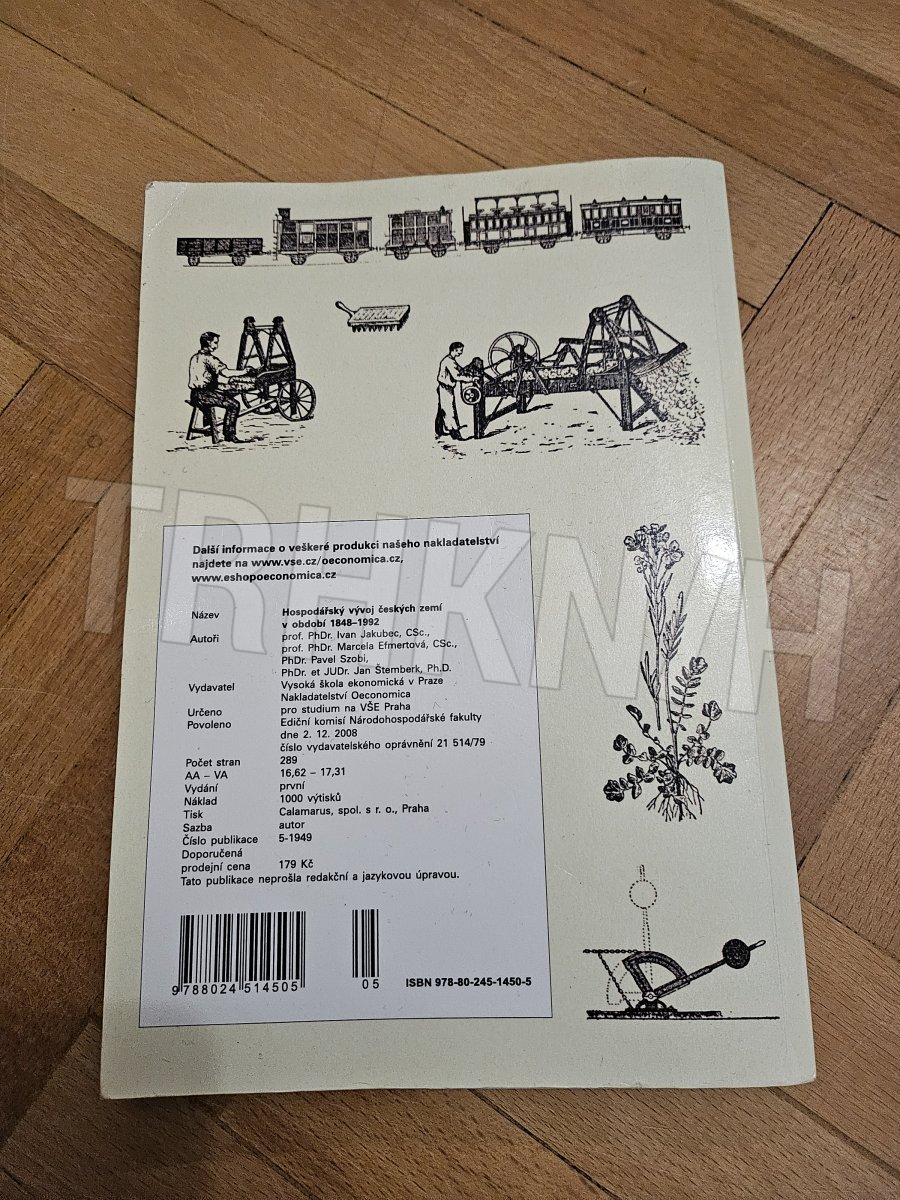 Další informace o veškeré produkci našeho nakladatelství
najdete na www.vse.cz/oeconomica.cz,
www.eshopoeconomica.cz
Název Hospodářský vývoj českých zemí
v období 1848–1992
Autoři prof. PhDr. Ivan Jakubec, CSc.,
prof. PhDr. Marcela Efmertová, CSc.,
PhDr. Pavel Szobi,
PhDr. et JUDr. Jan Štemberk, Ph.D.
Vydavatel Vysoká škola ekonomická v Praze
Nakladatelství Oeconomica
Určeno pro studium na VŠE Praha
Povoleno Ediční komisí Národohospodářské fakulty
dne 2. 12. 2008
číslo vydavatelského oprávnění 21 514/79
Počet stran 289
AA – VA 16,62 – 17,31
Vydání první
Náklad 1000 výtisků
Tisk Calamarus, spol. s r. o., Praha
Sazba autor
Číslo publikace 5-1949
Doporučená
prodejní cena 179 Kč
Tato publikace neprošla redakční a jazykovou úpravou.
9788024514505 05 ISBN 978-80-245-1450-5
TRHKNIH